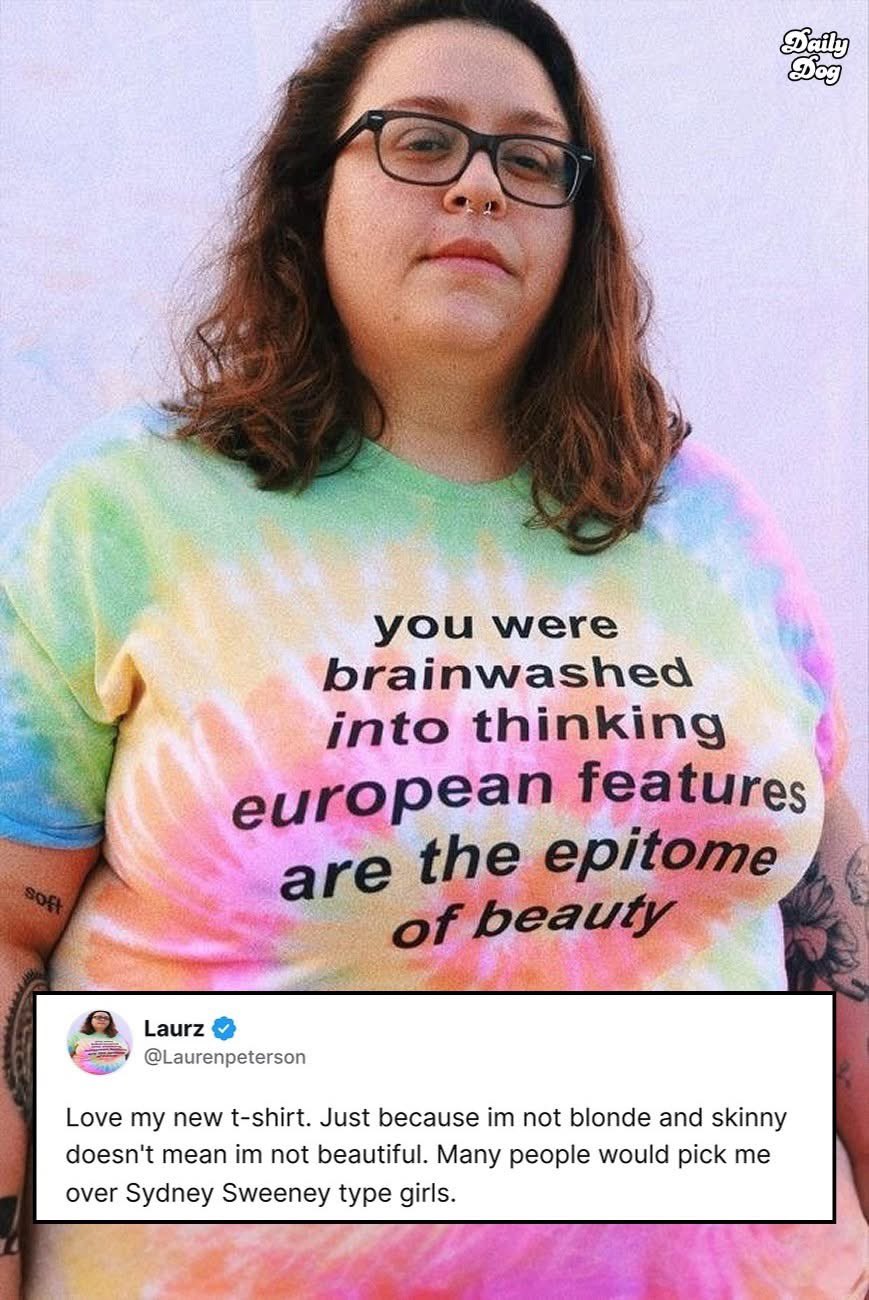 Daily
Dog
you were
brainwashed
into thinking
european features
are the epitome
of beauty
soft
Laurz
@Laurenpeterson
Love my new t-shirt. Just because im not blonde and skinny
doesn't mean im not beautiful. Many people would pick me
over Sydney Sweeney type girls.